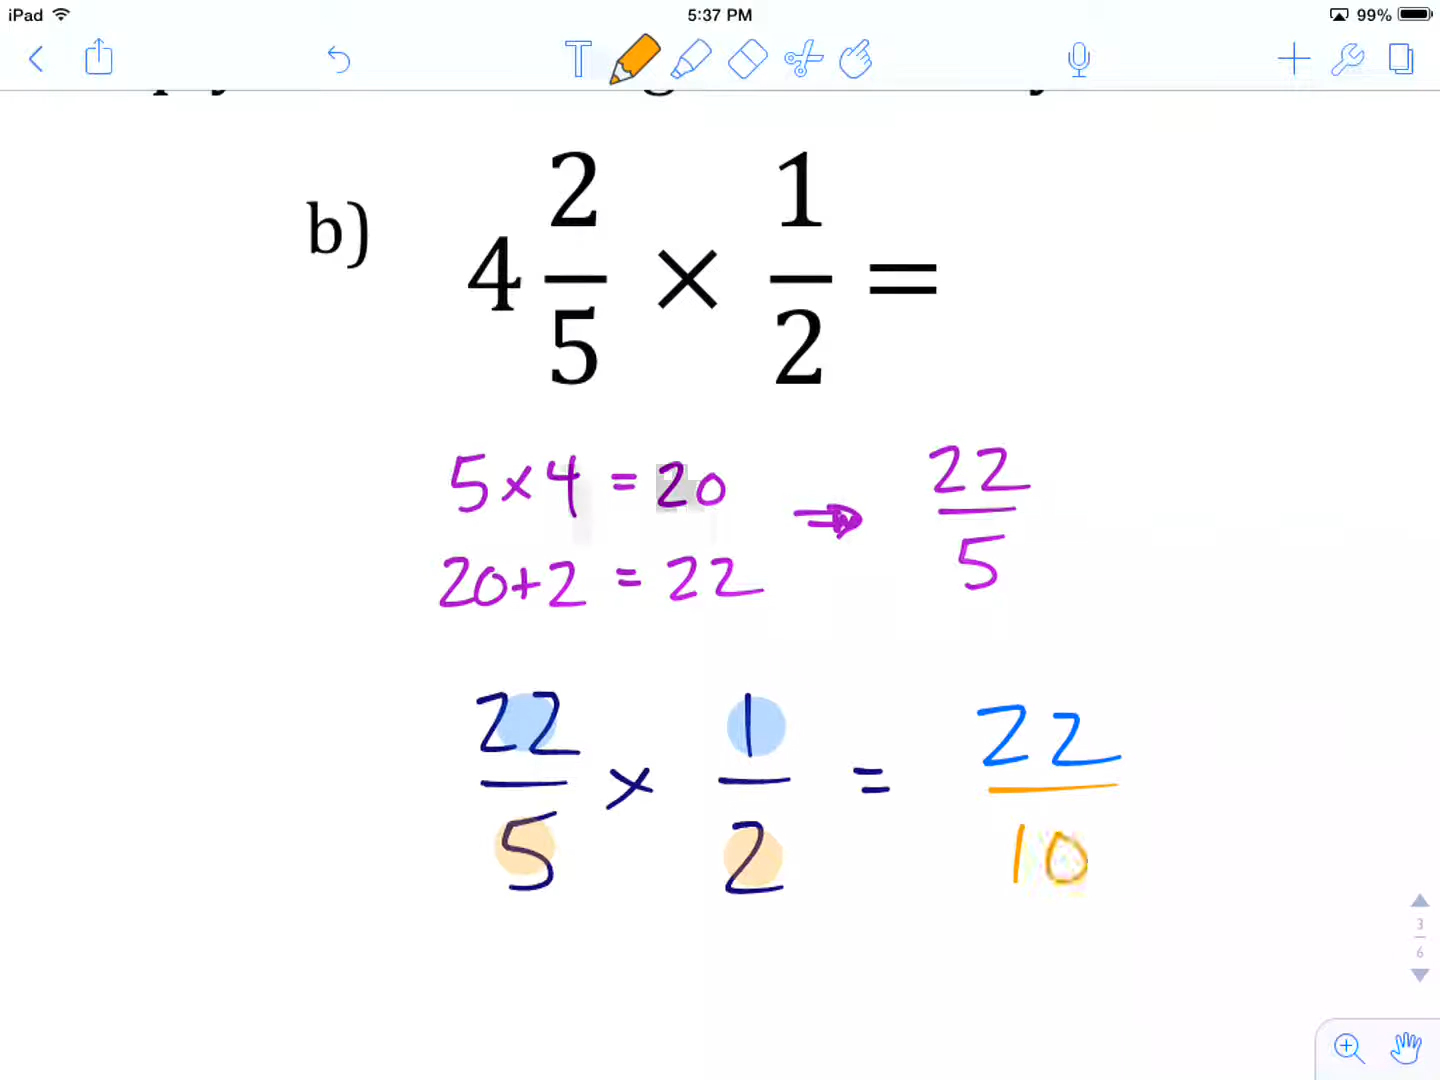 iPad 5:37 PM 99%
b) 4 2/5 × 1/2 =
5 × 4 = 20 ⇒ 22/5
20 + 2 = 22
22/5 × 1/2 = 22/10
3
6